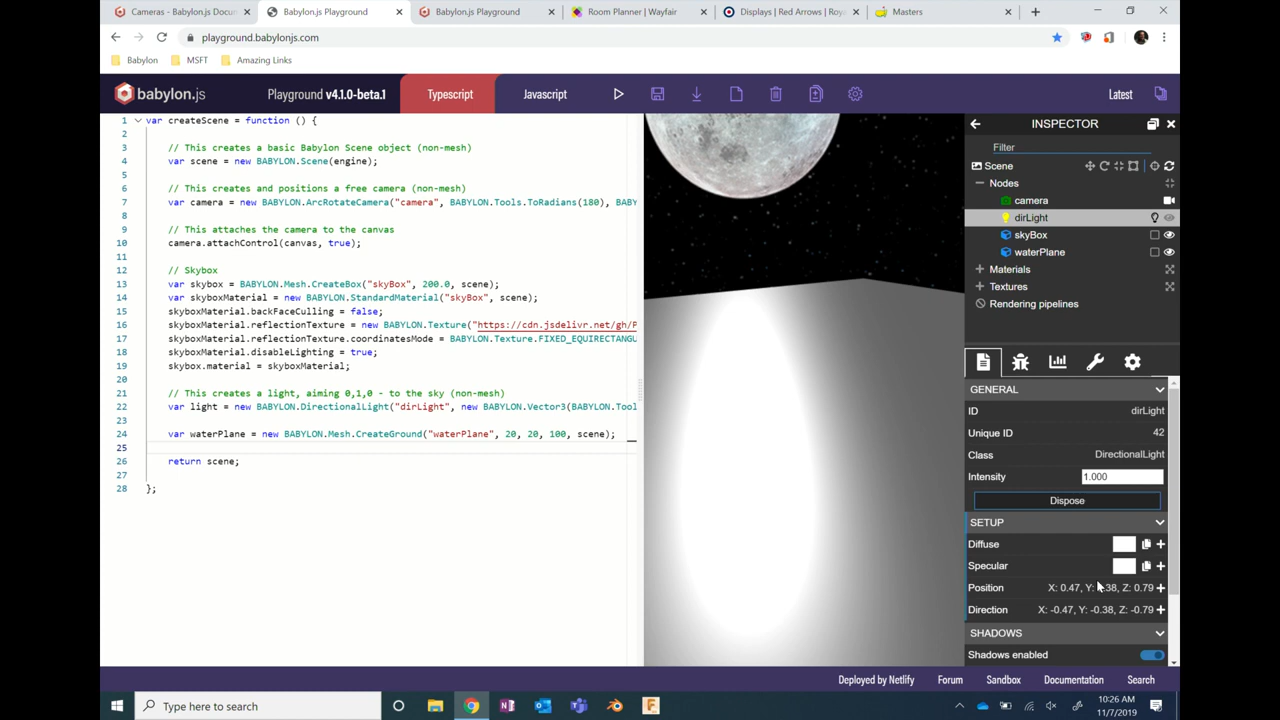 Cameras - Babylon.js Docun
Babylon.js Playground
Babylon.js Playground
Room Planner | Wayfair
Displays | Red Arrows | Roy
Masters
playground.babylonjs.com
Babylon
MSFT
Amazing Links
babylon.js
Playground v4.1.0-beta.1
Typescript
Javascript
Latest
1 var createScene = function () {
2
3 // This creates a basic Babylon Scene object (non-mesh)
4 var scene = new BABYLON.Scene(engine);
5
6 // This creates and positions a free camera (non-mesh)
7 var camera = new BABYLON.ArcRotateCamera("camera", BABYLON.Tools.ToRadians(180), BABY
8
9 // This attaches the camera to the canvas
10 camera.attachControl(canvas, true);
11
12 // Skybox
13 var skybox = BABYLON.Mesh.CreateBox("skyBox", 200.0, scene);
14 var skyboxMaterial = new BABYLON.StandardMaterial("skyBox", scene);
15 skyboxMaterial.backFaceCulling = false;
16 skyboxMaterial.reflectionTexture = new BABYLON.Texture("https://cdn.jsdelivr.net/gh/P
17 skyboxMaterial.reflectionTexture.coordinatesMode = BABYLON.Texture.FIXED_EQUIRECTANGU
18 skyboxMaterial.disableLighting = true;
19 skybox.material = skyboxMaterial;
20
21 // This creates a light, aiming 0,1,0 - to the sky (non-mesh)
22 var light = new BABYLON.DirectionalLight("dirLight", new BABYLON.Vector3(BABYLON.Tool
23
24 var waterPlane = new BABYLON.Mesh.CreateGround("waterPlane", 20, 20, 100, scene);
25
26 return scene;
27
28 };
INSPECTOR
Filter
Scene
Nodes
camera
dirLight
skyBox
waterPlane
Materials
Textures
Rendering pipelines
GENERAL
ID dirLight
Unique ID 42
Class DirectionalLight
Intensity 1.000
Dispose
SETUP
Diffuse
Specular
Position X: 0.47, Y: .38, Z: 0.79
Direction X: -0.47, Y: -0.38, Z: -0.79
SHADOWS
Shadows enabled
Deployed by Netlify
Forum
Sandbox
Documentation
Search
Type here to search
10:26 AM
11/7/2019